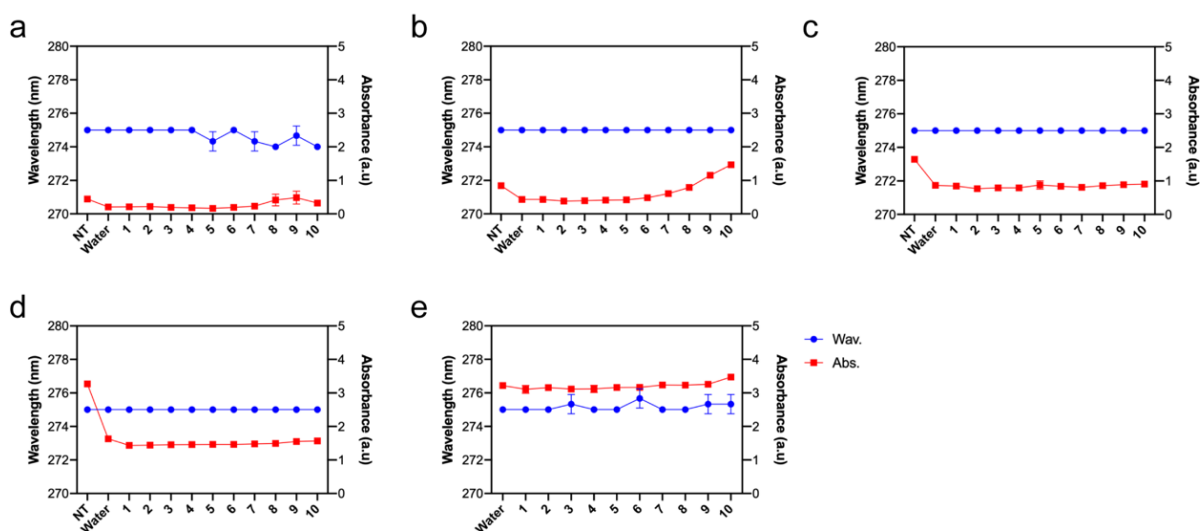 a
280
278
276
274
272
270
Wavelength (nm)
5
4
3
2
1
0
Absorbance (a.u)
NT Water 1 2 3 4 5 6 7 8 9 10
b
280
278
276
274
272
270
Wavelength (nm)
5
4
3
2
1
0
Absorbance (a.u)
NT Water 1 2 3 4 5 6 7 8 9 10
c
280
278
276
274
272
270
Wavelength (nm)
5
4
3
2
1
0
Absorbance (a.u)
NT Water 1 2 3 4 5 6 7 8 9 10
d
280
278
276
274
272
270
Wavelength (nm)
5
4
3
2
1
0
Absorbance (a.u)
NT Water 1 2 3 4 5 6 7 8 9 10
e
280
278
276
274
272
270
Wavelength (nm)
5
4
3
2
1
0
Absorbance (a.u)
Water 1 2 3 4 5 6 7 8 9 10
Wav.
Abs.